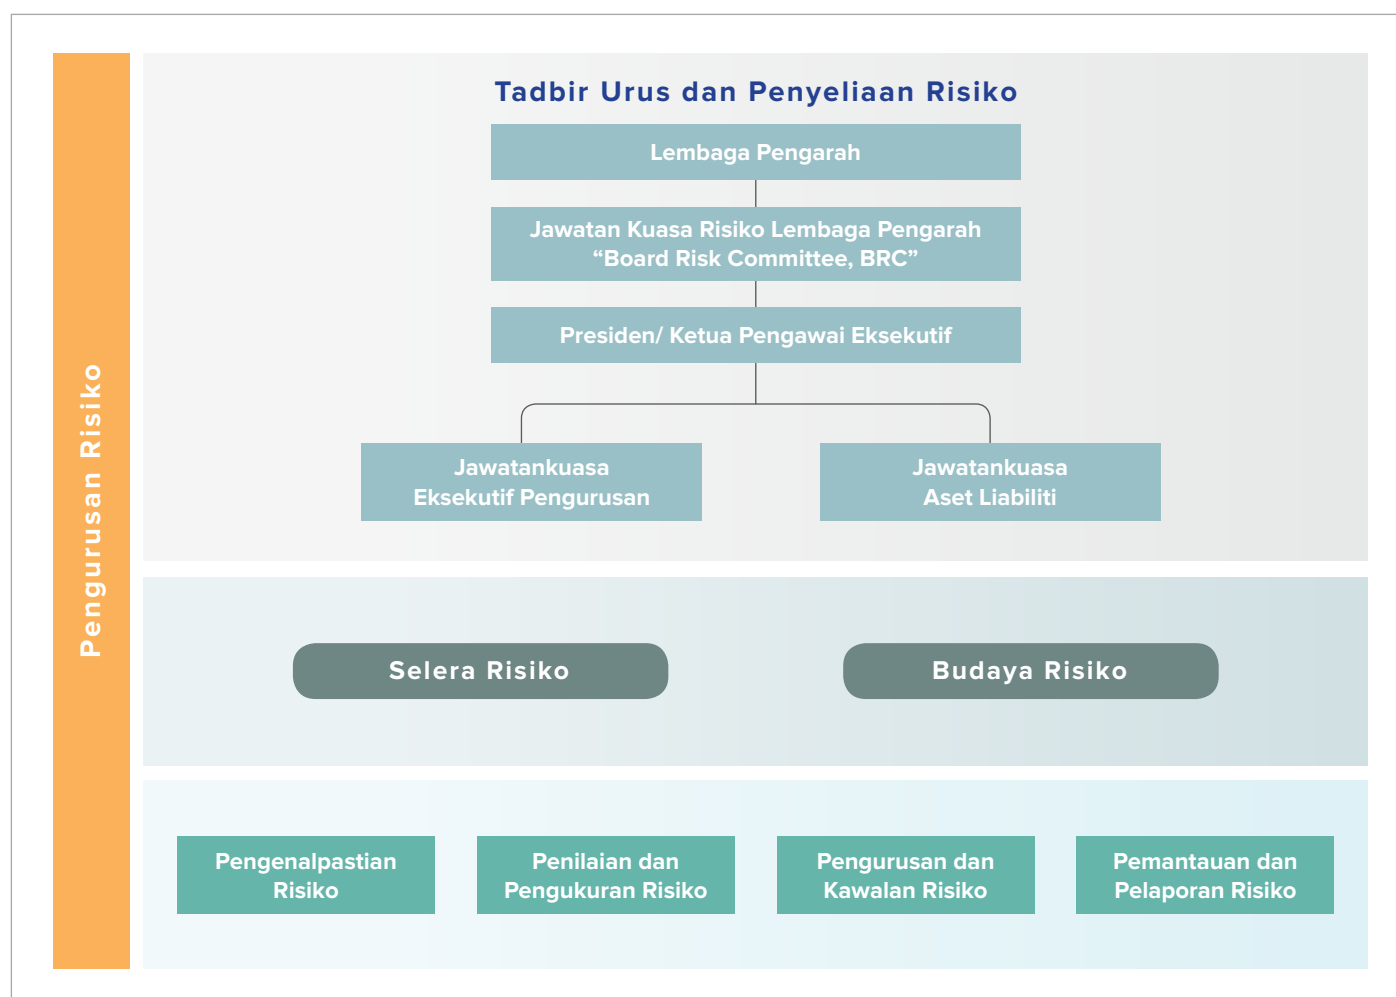 Pengurusan Risiko
Tadbir Urus dan Penyeliaan Risiko
Lembaga Pengarah
Jawatan Kuasa Risiko Lembaga Pengarah
“Board Risk Committee, BRC”
Presiden/ Ketua Pengawai Eksekutif
Jawatankuasa
Eksekutif Pengurusan
Jawatankuasa
Aset Liabiliti
Selera Risiko
Budaya Risiko
Pengenalpastian
Risiko
Penilaian dan
Pengukuran Risiko
Pengurusan dan
Kawalan Risiko
Pemantauan dan
Pelaporan Risiko